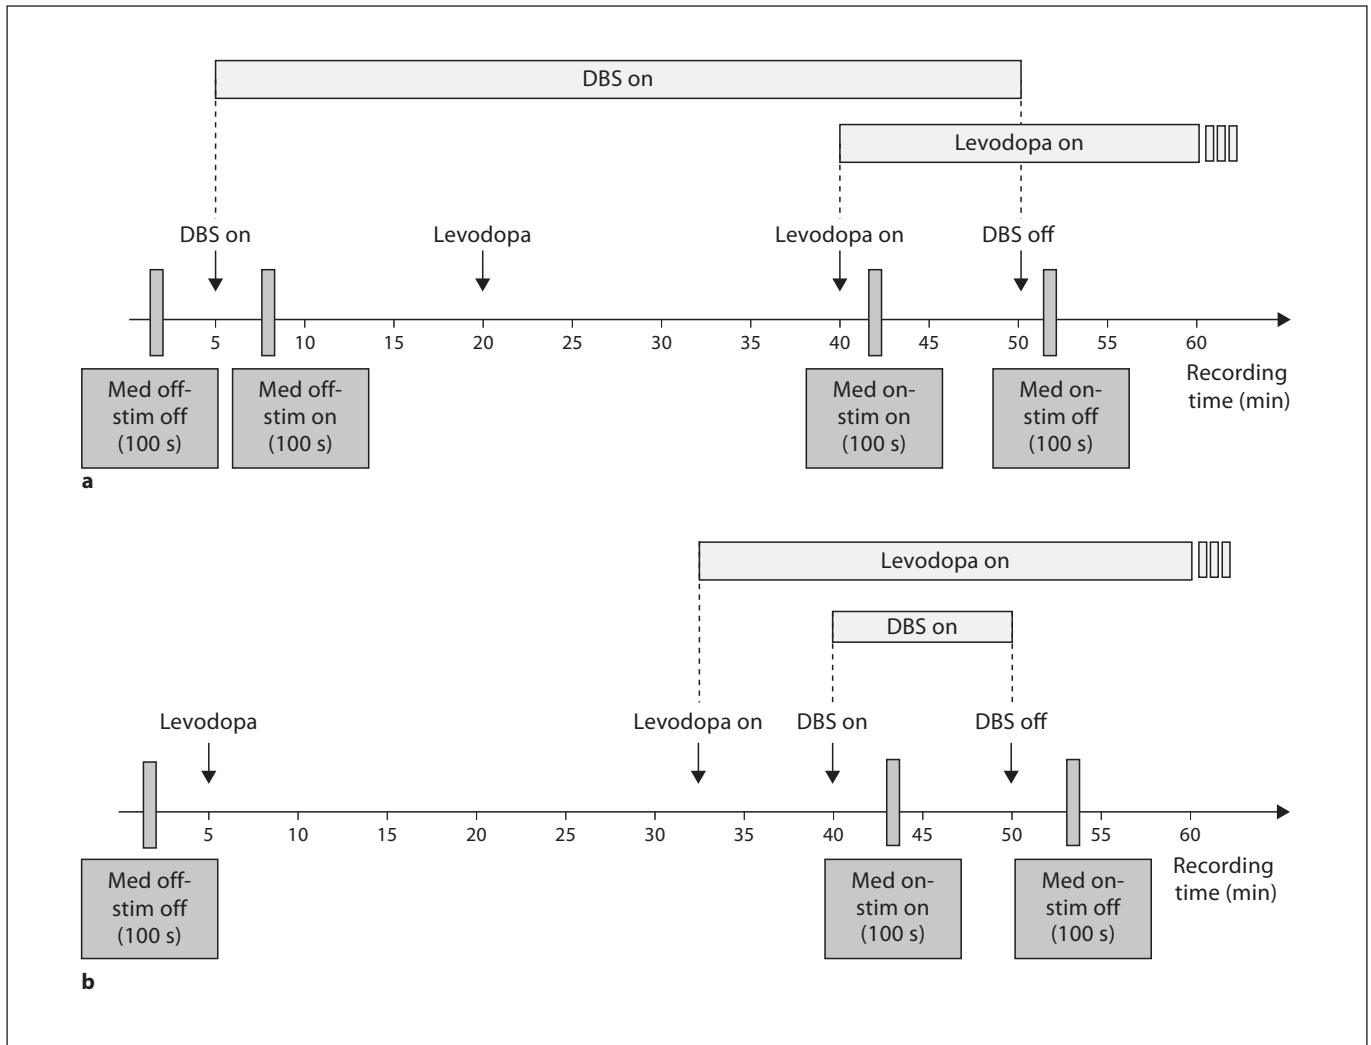 DBS on
Levodopa on
DBS on
Levodopa
Levodopa on
DBS off
5
10
15
20
25
30
35
40
45
50
55
60
Recording
time (min)
Med off-
stim off
(100 s)
Med off-
stim on
(100 s)
Med on-
stim on
(100 s)
Med on-
stim off
(100 s)
a
Levodopa on
DBS on
Levodopa
Levodopa on
DBS on
DBS off
5
10
15
20
25
30
35
40
45
50
55
60
Recording
time (min)
Med off-
stim off
(100 s)
Med on-
stim on
(100 s)
Med on-
stim off
(100 s)
b